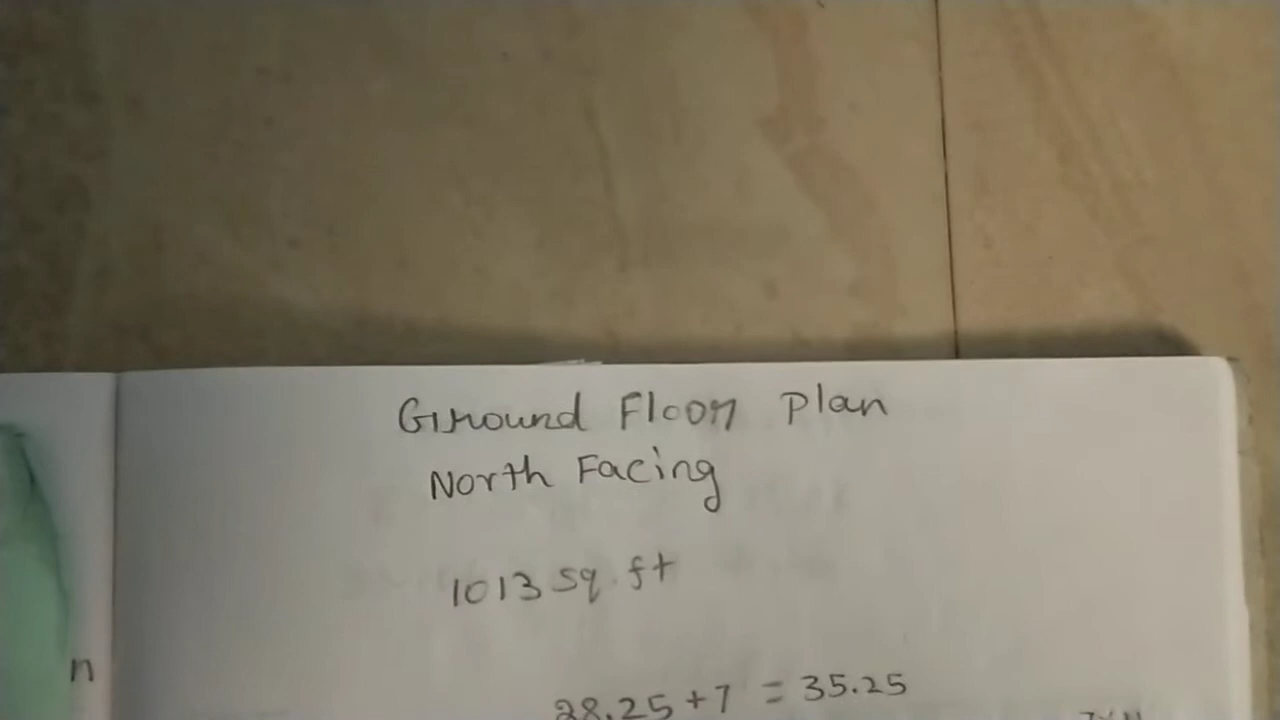 Ground Floor Plan
North Facing
1013 sq. ft
28.25 + 7 = 35.25
n